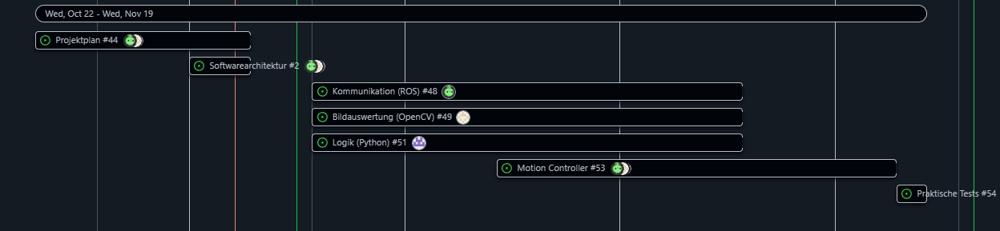 Wed, Oct 22 - Wed, Nov 19
Projektplan #44
Softwarearchitektur #2
Kommunikation (ROS) #48
Bildauswertung (OpenCV) #49
Logik (Python) #51
Motion Controller #53
Praktische Tests #54